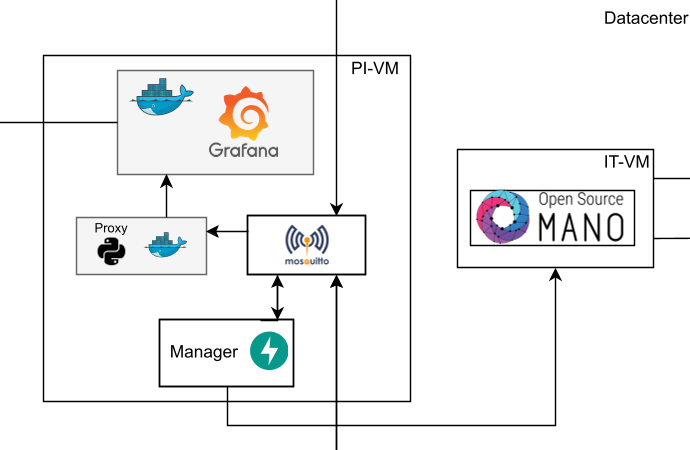 Datacenter
PI-VM
Grafana
IT-VM
Open Source
MANO
Proxy
mosquitto
Manager